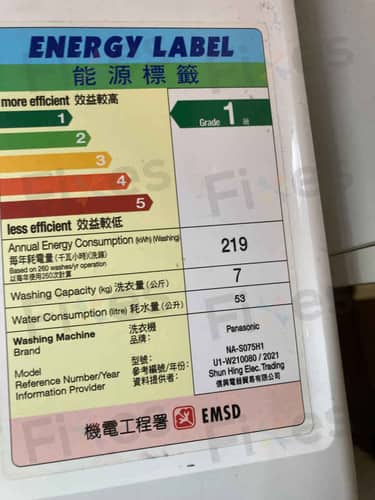 ENERGY LABEL
能源標籤
more efficient 效益較高
1
2
3
4
5
Grade 1 級
less efficient 效益較低
Annual Energy Consumption (kWh) (Washing) 219
每年耗電量 (千瓦小時)(洗滌)
Based on 260 washes/yr operation
以每年使用260次計算
Washing Capacity (kg) 洗衣量 (公斤) 7
Water Consumption (litre) 耗水量 (公升) 53
Washing Machine 洗衣機
Brand 品牌: Panasonic
Model 型號: NA-S075H1
Reference Number/Year 參考編號/年份: U1-W210080 / 2021
Information Provider 資料提供者: Shun Hing Elec. Trading
信興電器貿易有限公司
機電工程署 EMSD
Fixes